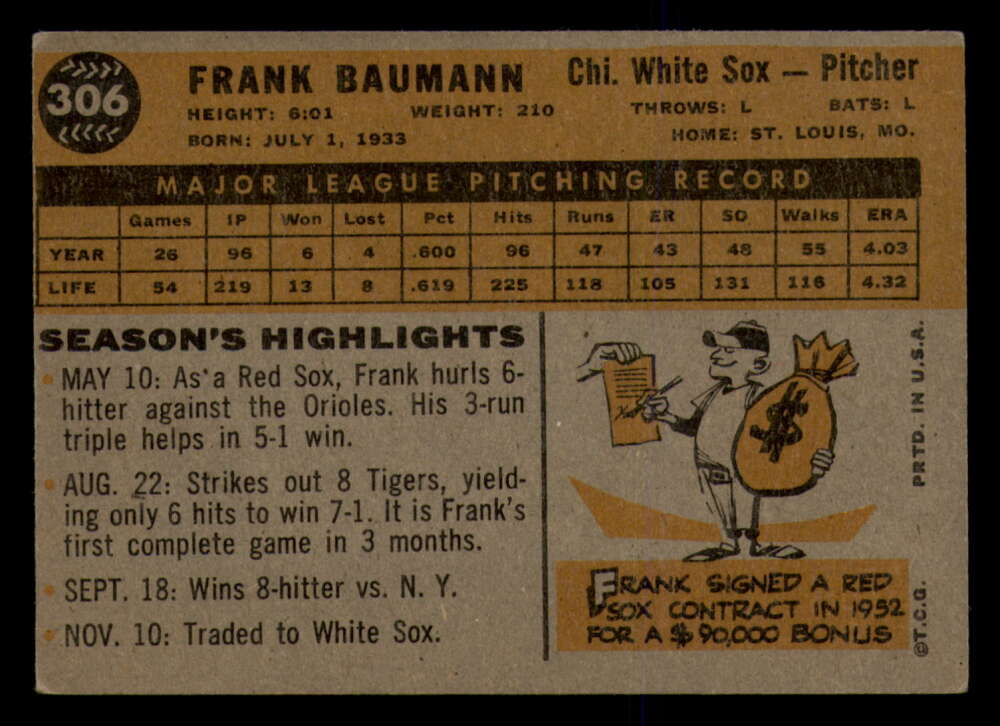 306
FRANK BAUMANN
Chi. White Sox — Pitcher
HEIGHT: 6:01 WEIGHT: 210 THROWS: L BATS: L
BORN: JULY 1, 1933 HOME: ST. LOUIS, MO.
MAJOR LEAGUE PITCHING RECORD
Games IP Won Lost Pct Hits Runs ER SO Walks ERA
YEAR 26 96 6 4 .600 96 47 43 48 55 4.03
LIFE 54 219 13 8 .619 225 118 105 131 116 4.32
SEASON'S HIGHLIGHTS
• MAY 10: As a Red Sox, Frank hurls 6-
hitter against the Orioles. His 3-run
triple helps in 5-1 win.
• AUG. 22: Strikes out 8 Tigers, yield-
ing only 6 hits to win 7-1. It is Frank's
first complete game in 3 months.
• SEPT. 18: Wins 8-hitter vs. N. Y.
• NOV. 10: Traded to White Sox.
$
FRANK SIGNED A RED
SOX CONTRACT IN 1952
FOR A $90,000 BONUS
©T.C.G. PRTD. IN U.S.A.